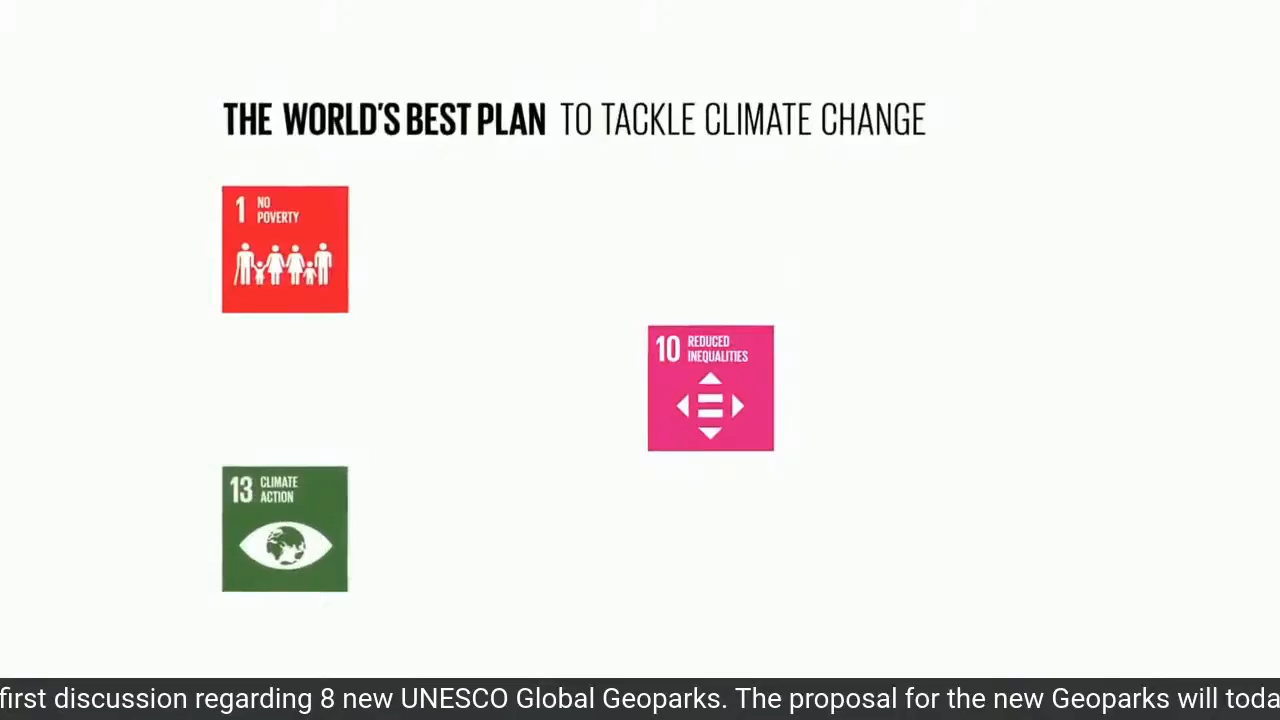 THE WORLD'S BEST PLAN TO TACKLE CLIMATE CHANGE
1 NO
POVERTY
10 REDUCED
INEQUALITIES
13 CLIMATE
ACTION
first discussion regarding 8 new UNESCO Global Geoparks. The proposal for the new Geoparks will toda